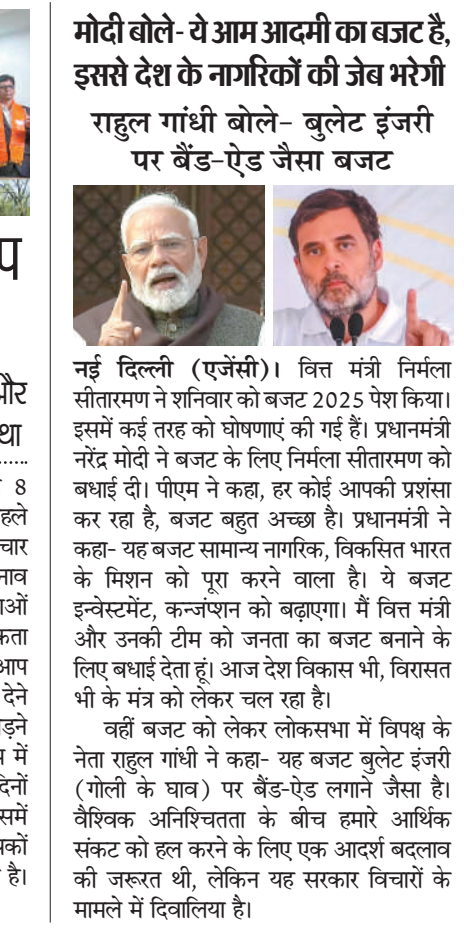 मोदी बोले- ये आम आदमी का बजट है,
इससे देश के नागरिकों की जेब भरेगी
राहुल गांधी बोले- बुलेट इंजरी
पर बैंड-ऐड जैसा बजट
नई दिल्ली (एजेंसी)। वित्त मंत्री निर्मला
सीतारमण ने शनिवार को बजट 2025 पेश किया।
इसमें कई तरह को घोषणाएं की गई हैं। प्रधानमंत्री
नरेंद्र मोदी ने बजट के लिए निर्मला सीतारमण को
बधाई दी। पीएम ने कहा, हर कोई आपकी प्रशंसा
कर रहा है, बजट बहुत अच्छा है। प्रधानमंत्री ने
कहा- यह बजट सामान्य नागरिक, विकसित भारत
के मिशन को पूरा करने वाला है। ये बजट
इन्वेस्टमेंट, कन्जंप्शन को बढ़ाएगा। मैं वित्त मंत्री
और उनकी टीम को जनता का बजट बनाने के
लिए बधाई देता हूं। आज देश विकास भी, विरासत
भी के मंत्र को लेकर चल रहा है।
वहीं बजट को लेकर लोकसभा में विपक्ष के
नेता राहुल गांधी ने कहा- यह बजट बुलेट इंजरी
(गोली के घाव) पर बैंड-ऐड लगाने जैसा है।
वैश्विक अनिश्चितता के बीच हमारे आर्थिक
संकट को हल करने के लिए एक आदर्श बदलाव
की जरूरत थी, लेकिन यह सरकार विचारों के
मामले में दिवालिया है।
था
8
आप
देने
में
है।